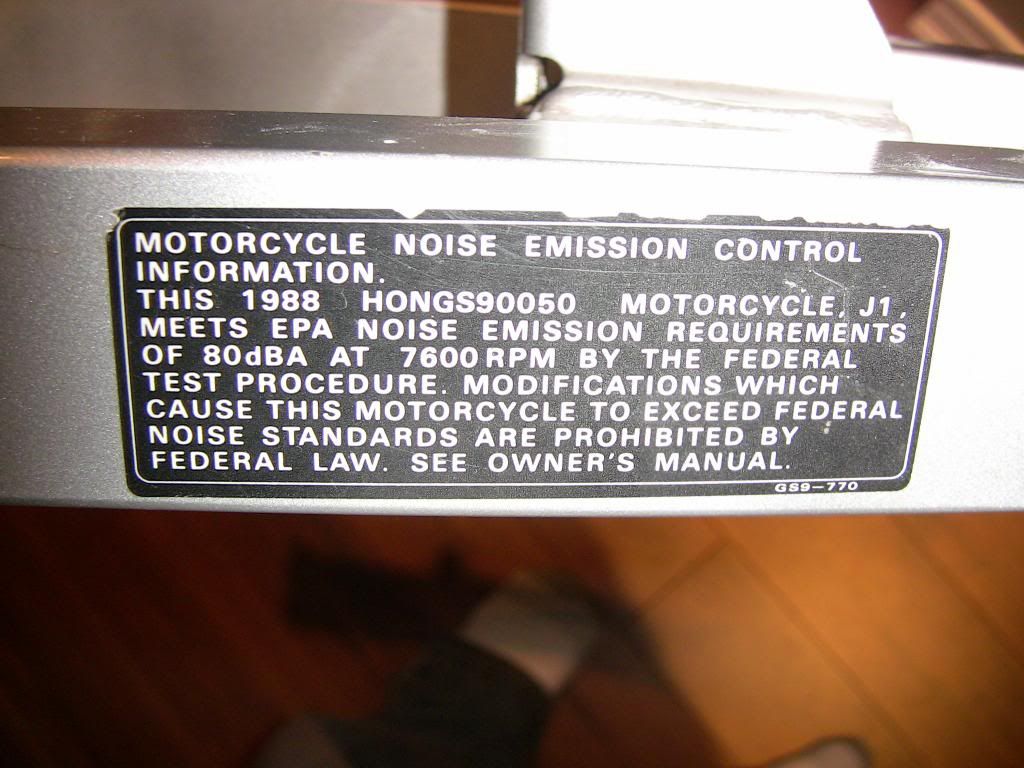 MOTORCYCLE NOISE EMISSION CONTROL
INFORMATION.
THIS 1988 HONGS90050 MOTORCYCLE, J1,
MEETS EPA NOISE EMISSION REQUIREMENTS
OF 80dBA AT 7600RPM BY THE FEDERAL
TEST PROCEDURE. MODIFICATIONS WHICH
CAUSE THIS MOTORCYCLE TO EXCEED FEDERAL
NOISE STANDARDS ARE PROHIBITED BY
FEDERAL LAW. SEE OWNER'S MANUAL.
GS9-770